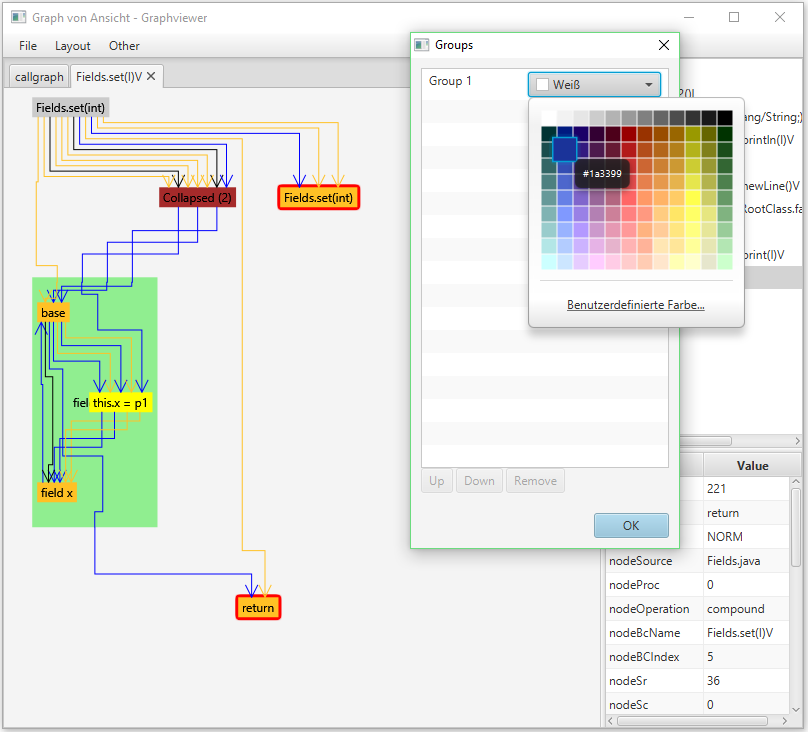 Graph von Ansicht - Graphviewer
File Layout Other
callgraph Fields.set(I)V
Fields.set(int)
Collapsed (2)
Fields.set(int)
base
this.x = p1
field x
return
Groups
Group 1
Weiß
#1a3399
Benutzerdefinierte Farbe...
Up Down Remove
OK
ang/String;)
println(I)V
newLine()V
RootClass.fa
print(I)V
Value
221
return
NORM
nodeSource Fields.java
nodeProc 0
nodeOperation compound
nodeBcName Fields.set(I)V
nodeBCIndex 5
nodeSr 36
nodeSc 0